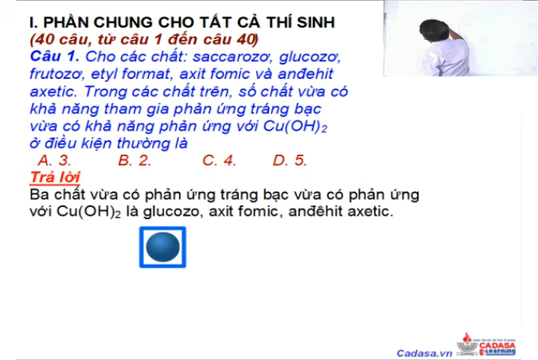 I. PHẦN CHUNG CHO TẤT CẢ THÍ SINH
(40 câu, từ câu 1 đến câu 40)
Câu 1. Cho các chất: saccarozơ, glucozơ,
frutozơ, etyl format, axit fomic và anđehit
axetic. Trong các chất trên, số chất vừa có
khả năng tham gia phản ứng tráng bạc
vừa có khả năng phản ứng với Cu(OH)₂
ở điều kiện thường là
A. 3. B. 2. C. 4. D. 5.
Trả lời
Ba chất vừa có phản ứng tráng bạc vừa có phản ứng
với Cu(OH)₂ là glucozo, axit fomic, anđêhit axetic.
Cadasa.vn
CADASA
E-Learning